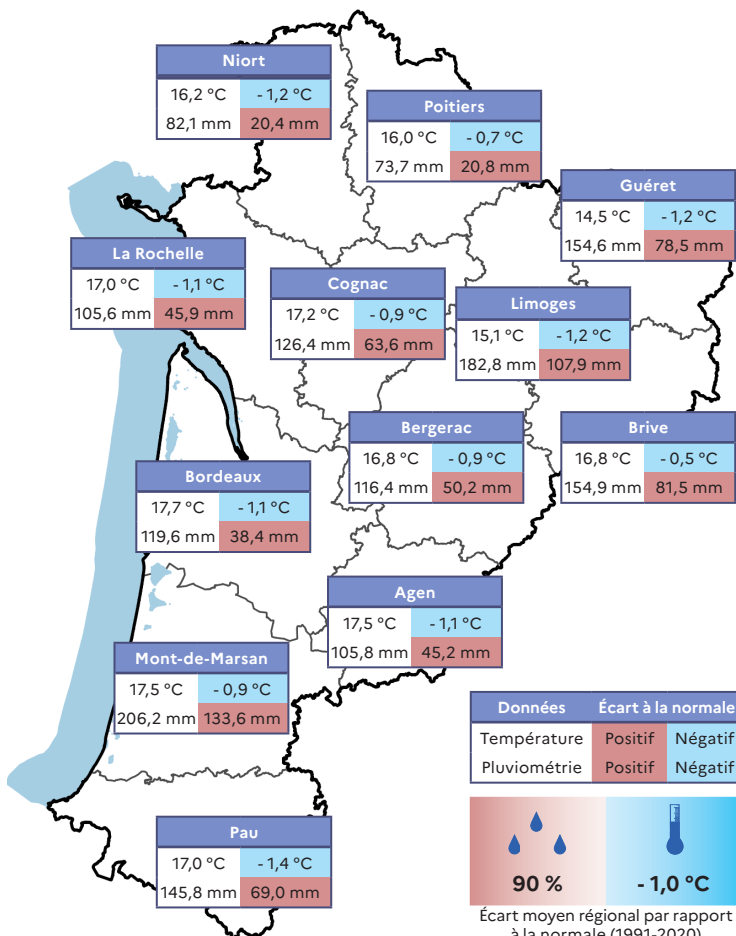 Niort
16,2 °C - 1,2 °C
82,1 mm 20,4 mm
Poitiers
16,0 °C - 0,7 °C
73,7 mm 20,8 mm
Guéret
14,5 °C - 1,2 °C
154,6 mm 78,5 mm
La Rochelle
17,0 °C - 1,1 °C
105,6 mm 45,9 mm
Cognac
17,2 °C - 0,9 °C
126,4 mm 63,6 mm
Limoges
15,1 °C - 1,2 °C
182,8 mm 107,9 mm
Bergerac
16,8 °C - 0,9 °C
116,4 mm 50,2 mm
Brive
16,8 °C - 0,5 °C
154,9 mm 81,5 mm
Bordeaux
17,7 °C - 1,1 °C
119,6 mm 38,4 mm
Agen
17,5 °C - 1,1 °C
105,8 mm 45,2 mm
Mont-de-Marsan
17,5 °C - 0,9 °C
206,2 mm 133,6 mm
Pau
17,0 °C - 1,4 °C
145,8 mm 69,0 mm
Données Écart à la normale
Température Positif Négatif
Pluviométrie Positif Négatif
90 % - 1,0 °C
Écart moyen régional par rapport
à la normale (1991-2020)